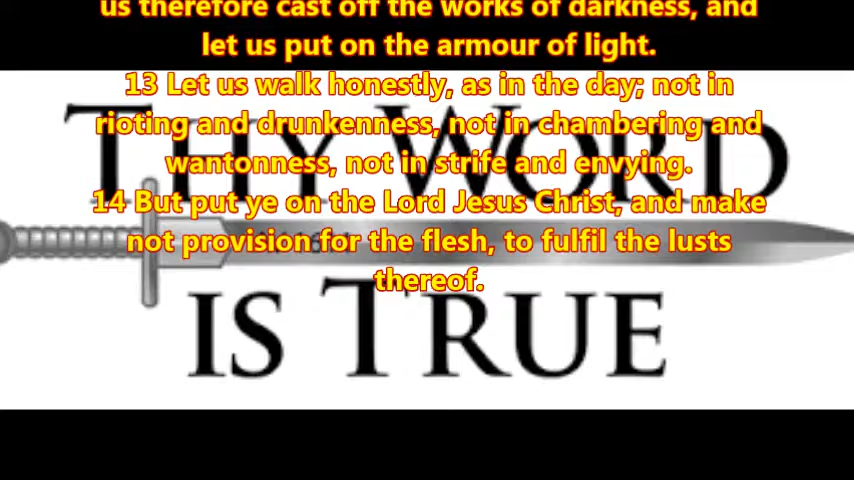 us therefore cast off the works of darkness, and
let us put on the armour of light.
13 Let us walk honestly, as in the day; not in
rioting and drunkenness, not in chambering and
wantonness, not in strife and envying.
14 But put ye on the Lord Jesus Christ, and make
not provision for the flesh, to fulfil the lusts
thereof.
THY WORD
IS TRUE